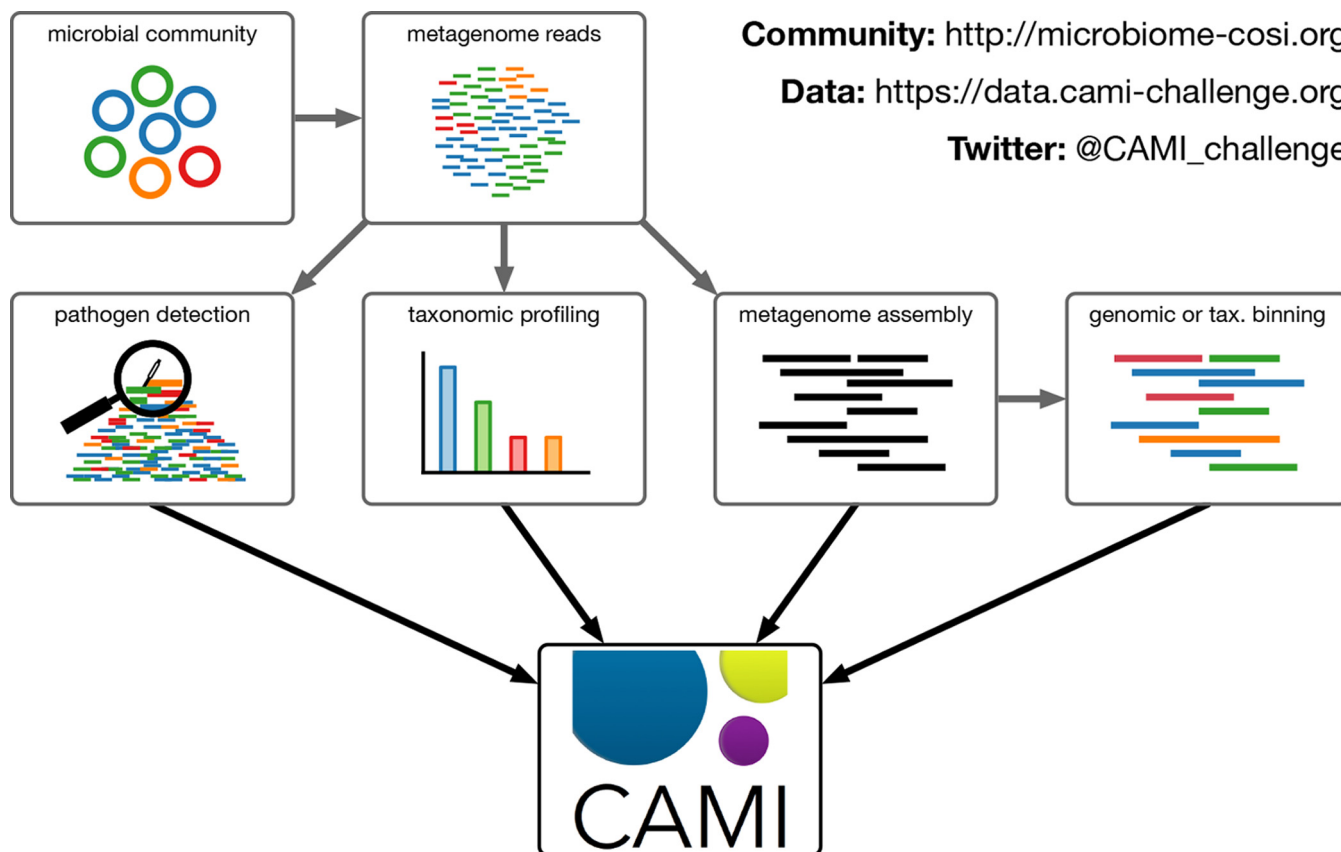 microbial community
metagenome reads
Community: http://microbiome-cosi.org
Data: https://data.cami-challenge.org
Twitter: @CAMI_challenge
pathogen detection
taxonomic profiling
metagenome assembly
genomic or tax. binning
CAMI